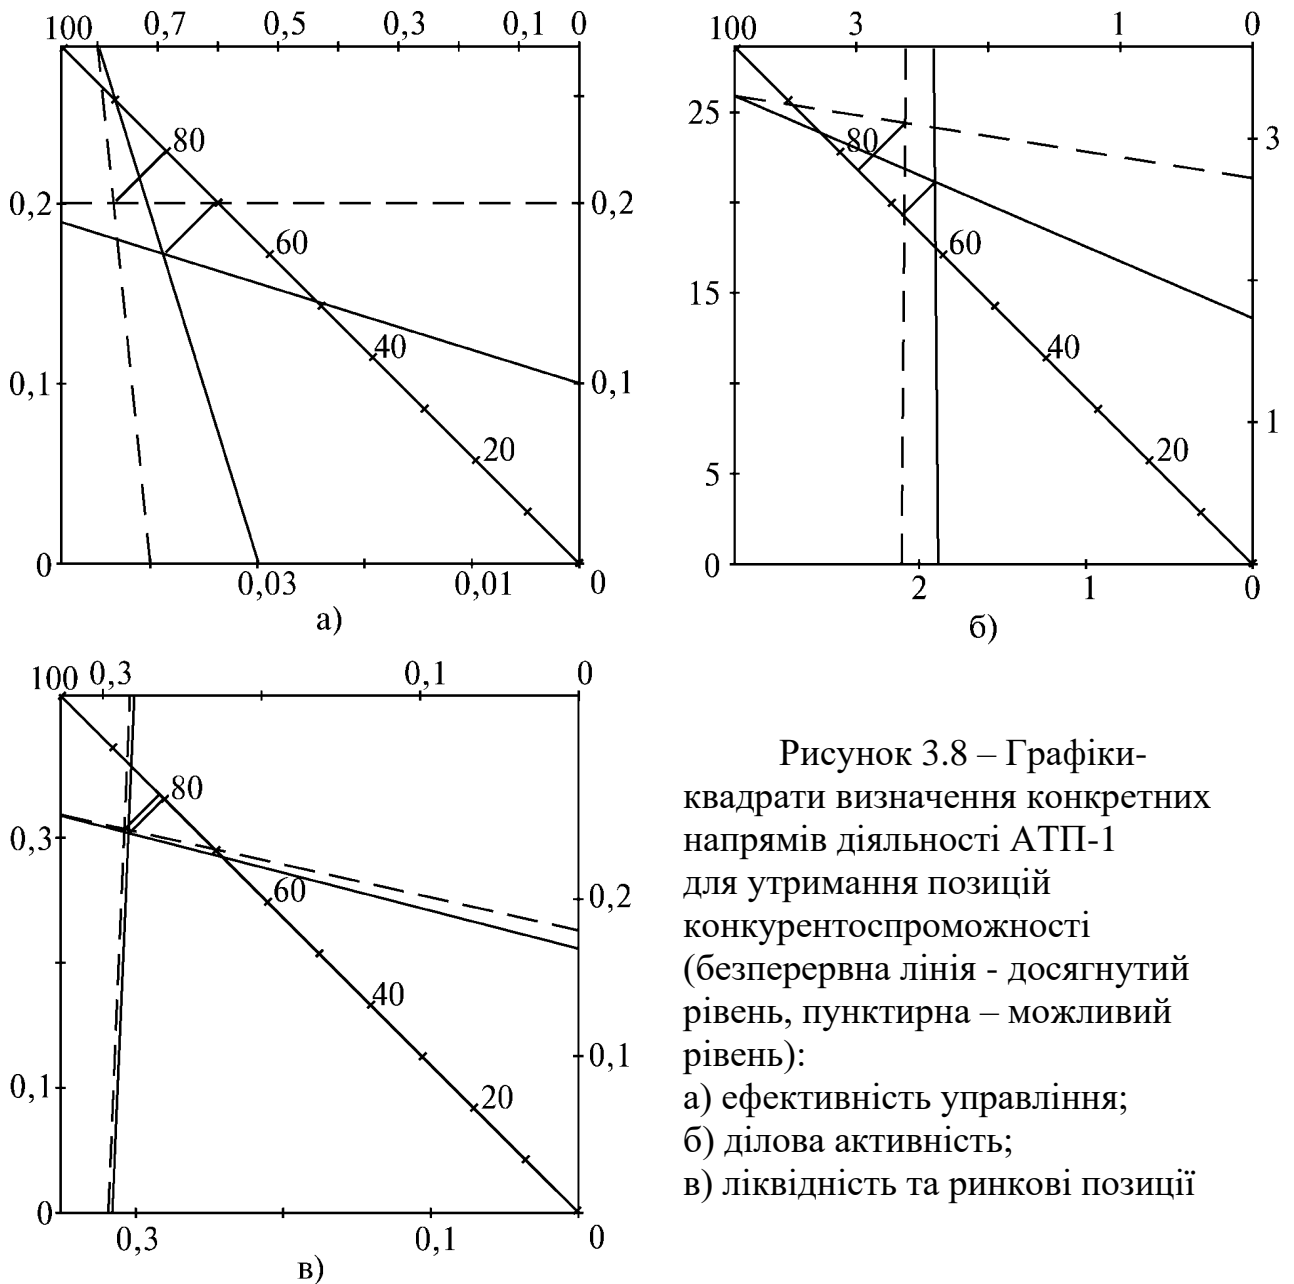 100 0,7 0,5 0,3 0,1 0
80
0,2 0,2
60
40
0,1 0,1
20
0 0,03 0,01 0
а)
100 3 1 0
25 80 3
60
15
40
1
5 20
0 2 1 0
б)
100 0,3 0,1 0
80
0,3
60 0,2
40
0,1 20 0,1
0 0,3 0,1 0
в)
Рисунок 3.8 – Графіки-
квадрати визначення конкретних
напрямів діяльності АТП-1
для утримання позицій
конкурентоспроможності
(безперервна лінія - досягнутий
рівень, пунктирна – можливий
рівень):
а) ефективність управління;
б) ділова активність;
в) ліквідність та ринкові позиції